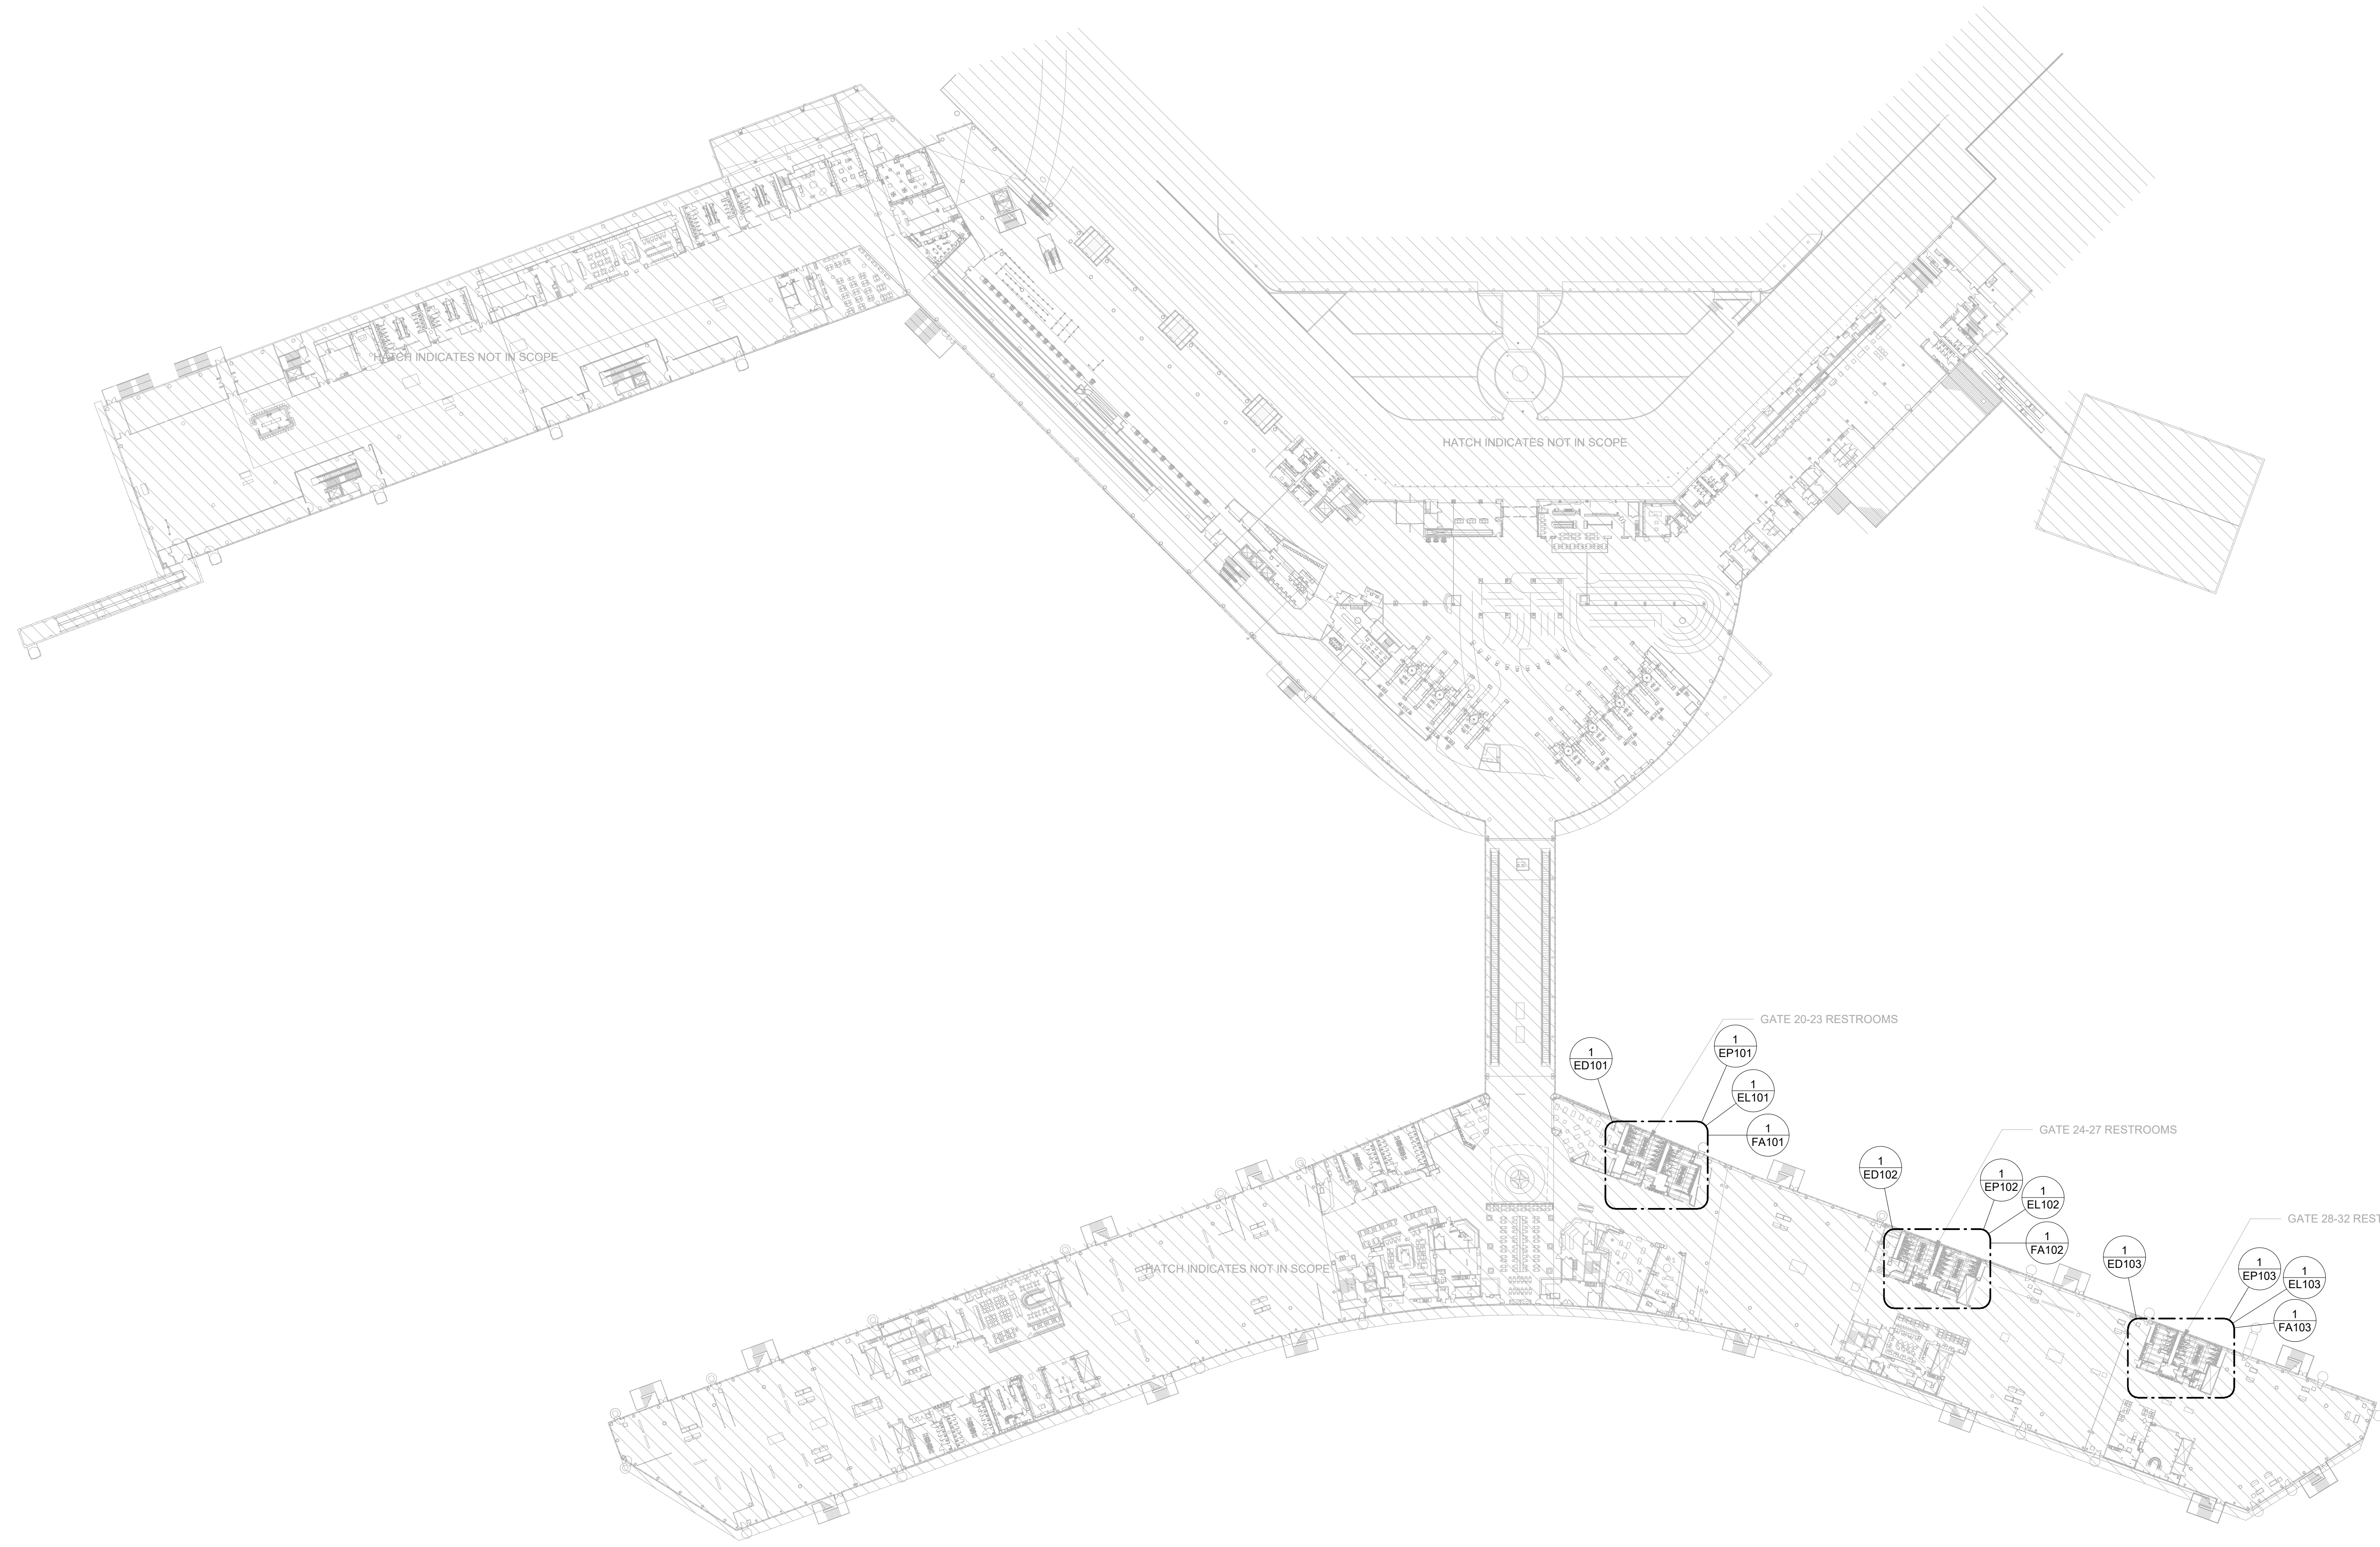 HATCH INDICATES NOT IN SCOPE
HATCH INDICATES NOT IN SCOPE
GATE 20-23 RESTROOMS
1
EP101
1
ED101
1
EL101
1
FA101
GATE 24-27 RESTROOMS
1
ED102
1
EP102
1
EL102
1
FA102
GATE 28-32 REST
1
ED103
1
EP103
1
EL103
1
FA103
HATCH INDICATES NOT IN SCOPE